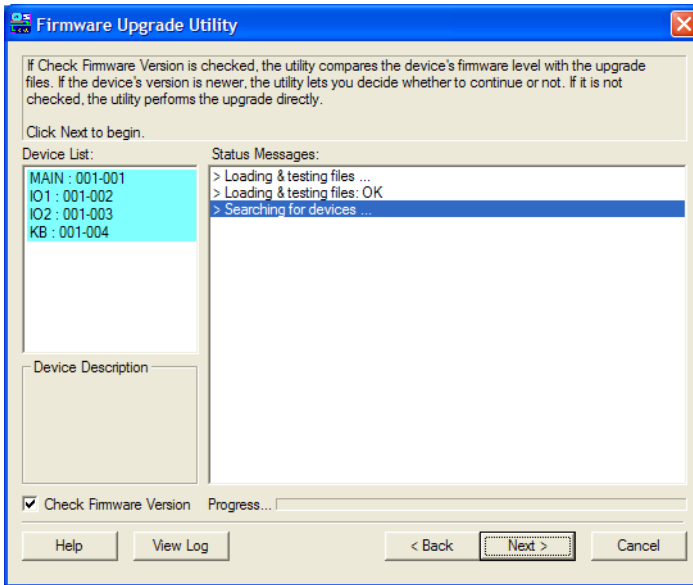 Firmware Upgrade Utility
If Check Firmware Version is checked, the utility compares the device's firmware level with the upgrade
files. If the device's version is newer, the utility lets you decide whether to continue or not. If it is not
checked, the utility performs the upgrade directly.
Click Next to begin.
Device List:
Status Messages:
MAIN : 001-001
IO1 : 001-002
IO2 : 001-003
KB : 001-004
> Loading & testing files ...
> Loading & testing files: OK
> Searching for devices ...
Device Description
Check Firmware Version
Progress...
Help
View Log
< Back
Next >
Cancel